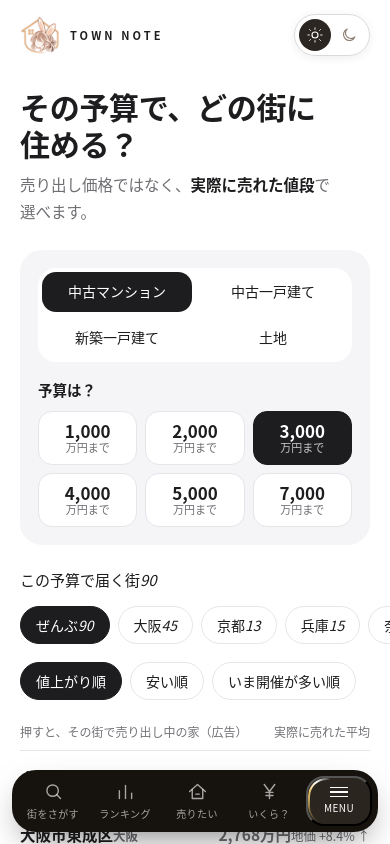 TOWN NOTE
その予算で、どの街に
住める？
売り出し価格ではなく、実際に売れた値段で
選べます。
中古マンション 中古一戸建て
新築一戸建て 土地
予算は？
1,000 2,000 3,000
万円まで 万円まで 万円まで
4,000 5,000 7,000
万円まで 万円まで 万円まで
この予算で届く街90
ぜんぶ90 大阪45 京都13 兵庫15
値上がり順 安い順 いま開催が多い順
押すと、その街で売り出し中の家（広告） 実際に売れた平均
街をさがす ランキング 売りたい いくら？ MENU
大阪市東成区大阪 2,768万円地価 +8.4% ↑